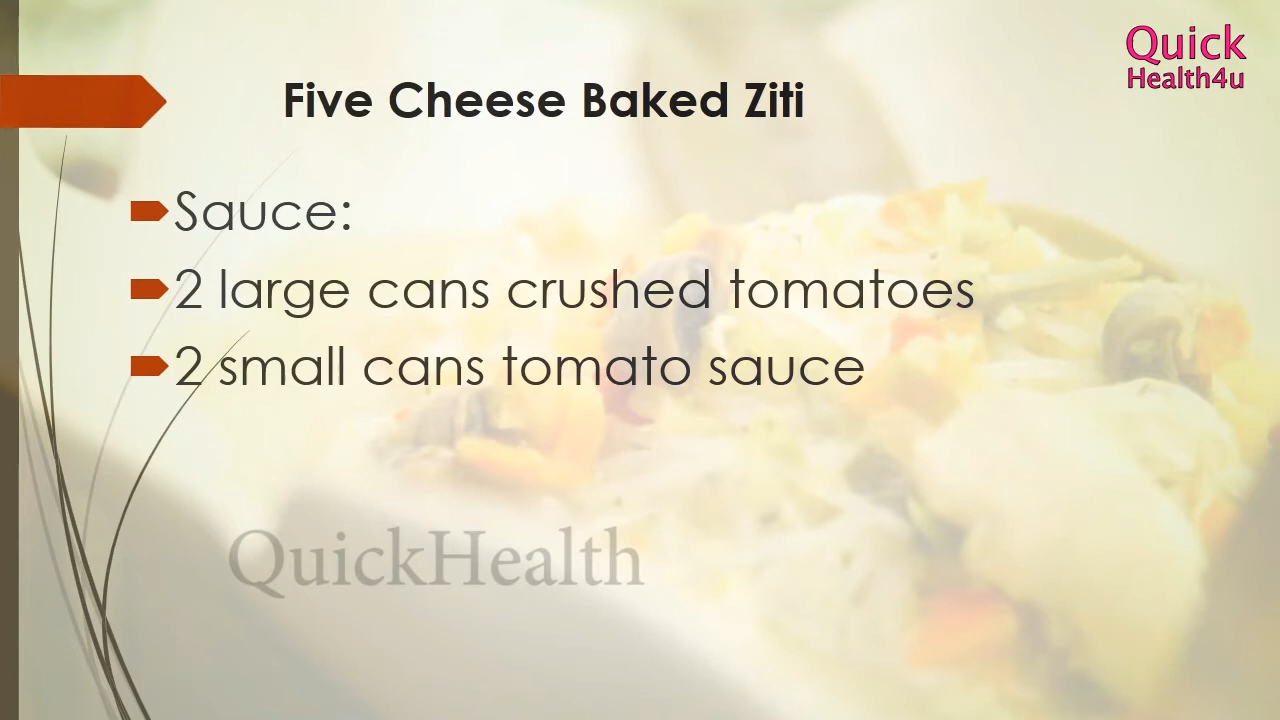 Quick
Health4u
Five Cheese Baked Ziti
Sauce:
2 large cans crushed tomatoes
2 small cans tomato sauce
QuickHealth